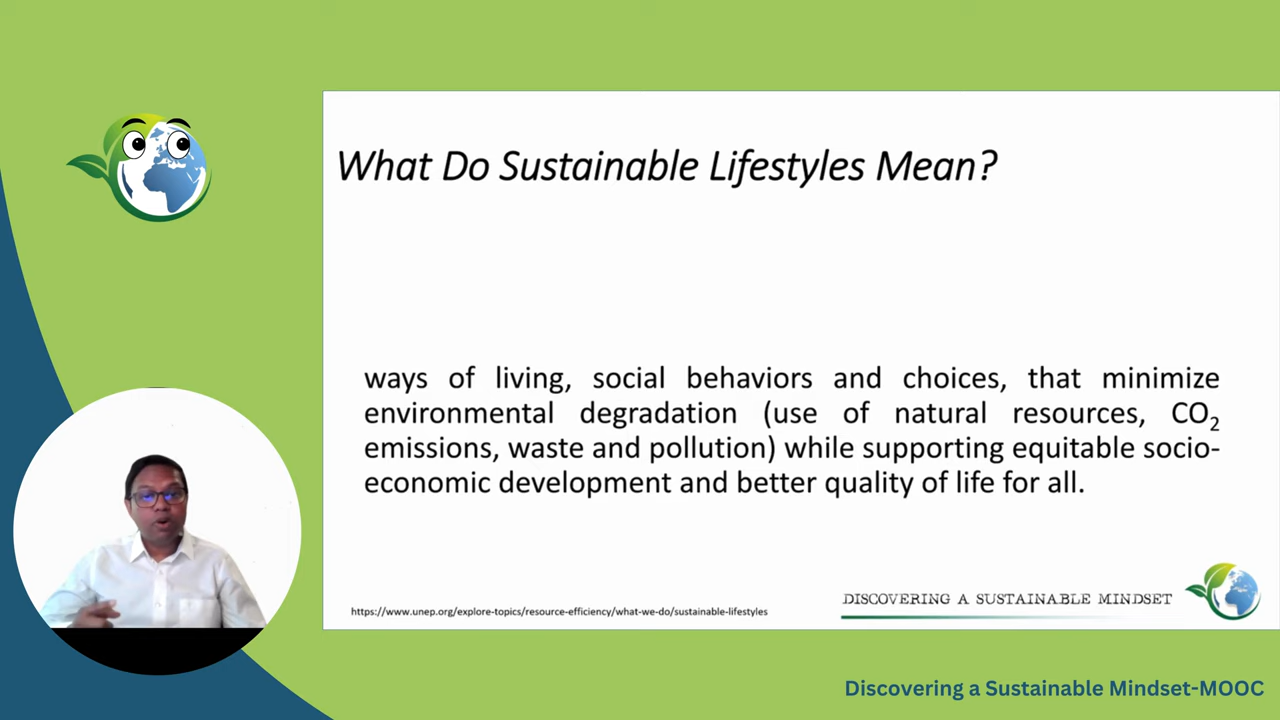 What Do Sustainable Lifestyles Mean?
ways of living, social behaviors and choices, that minimize
environmental degradation (use of natural resources, CO₂
emissions, waste and pollution) while supporting equitable socio-
economic development and better quality of life for all.
https://www.unep.org/explore-topics/resource-efficiency/what-we-do/sustainable-lifestyles
DISCOVERING A SUSTAINABLE MINDSET
Discovering a Sustainable Mindset-MOOC